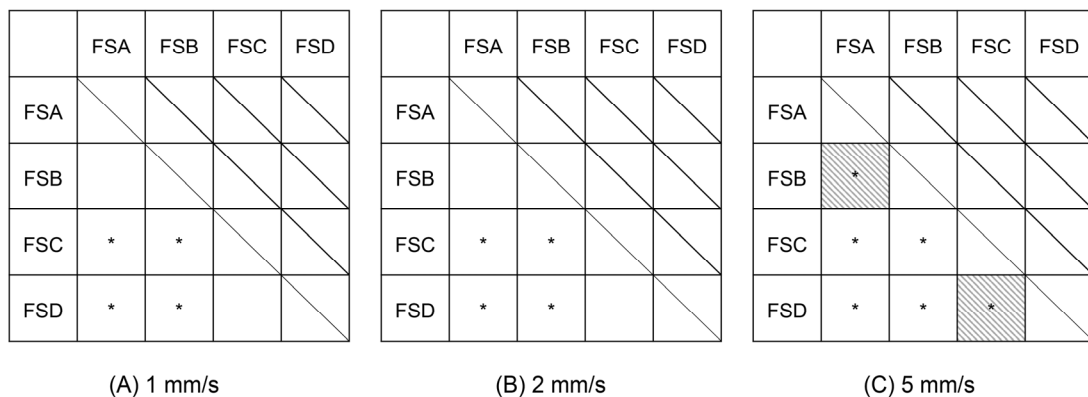 FSA FSB FSC FSD
FSA
FSB
FSC * *
FSD * *
(A) 1 mm/s
FSA FSB FSC FSD
FSA
FSB
FSC * *
FSD * *
(B) 2 mm/s
FSA FSB FSC FSD
FSA
FSB *
FSC * *
FSD * * *
(C) 5 mm/s